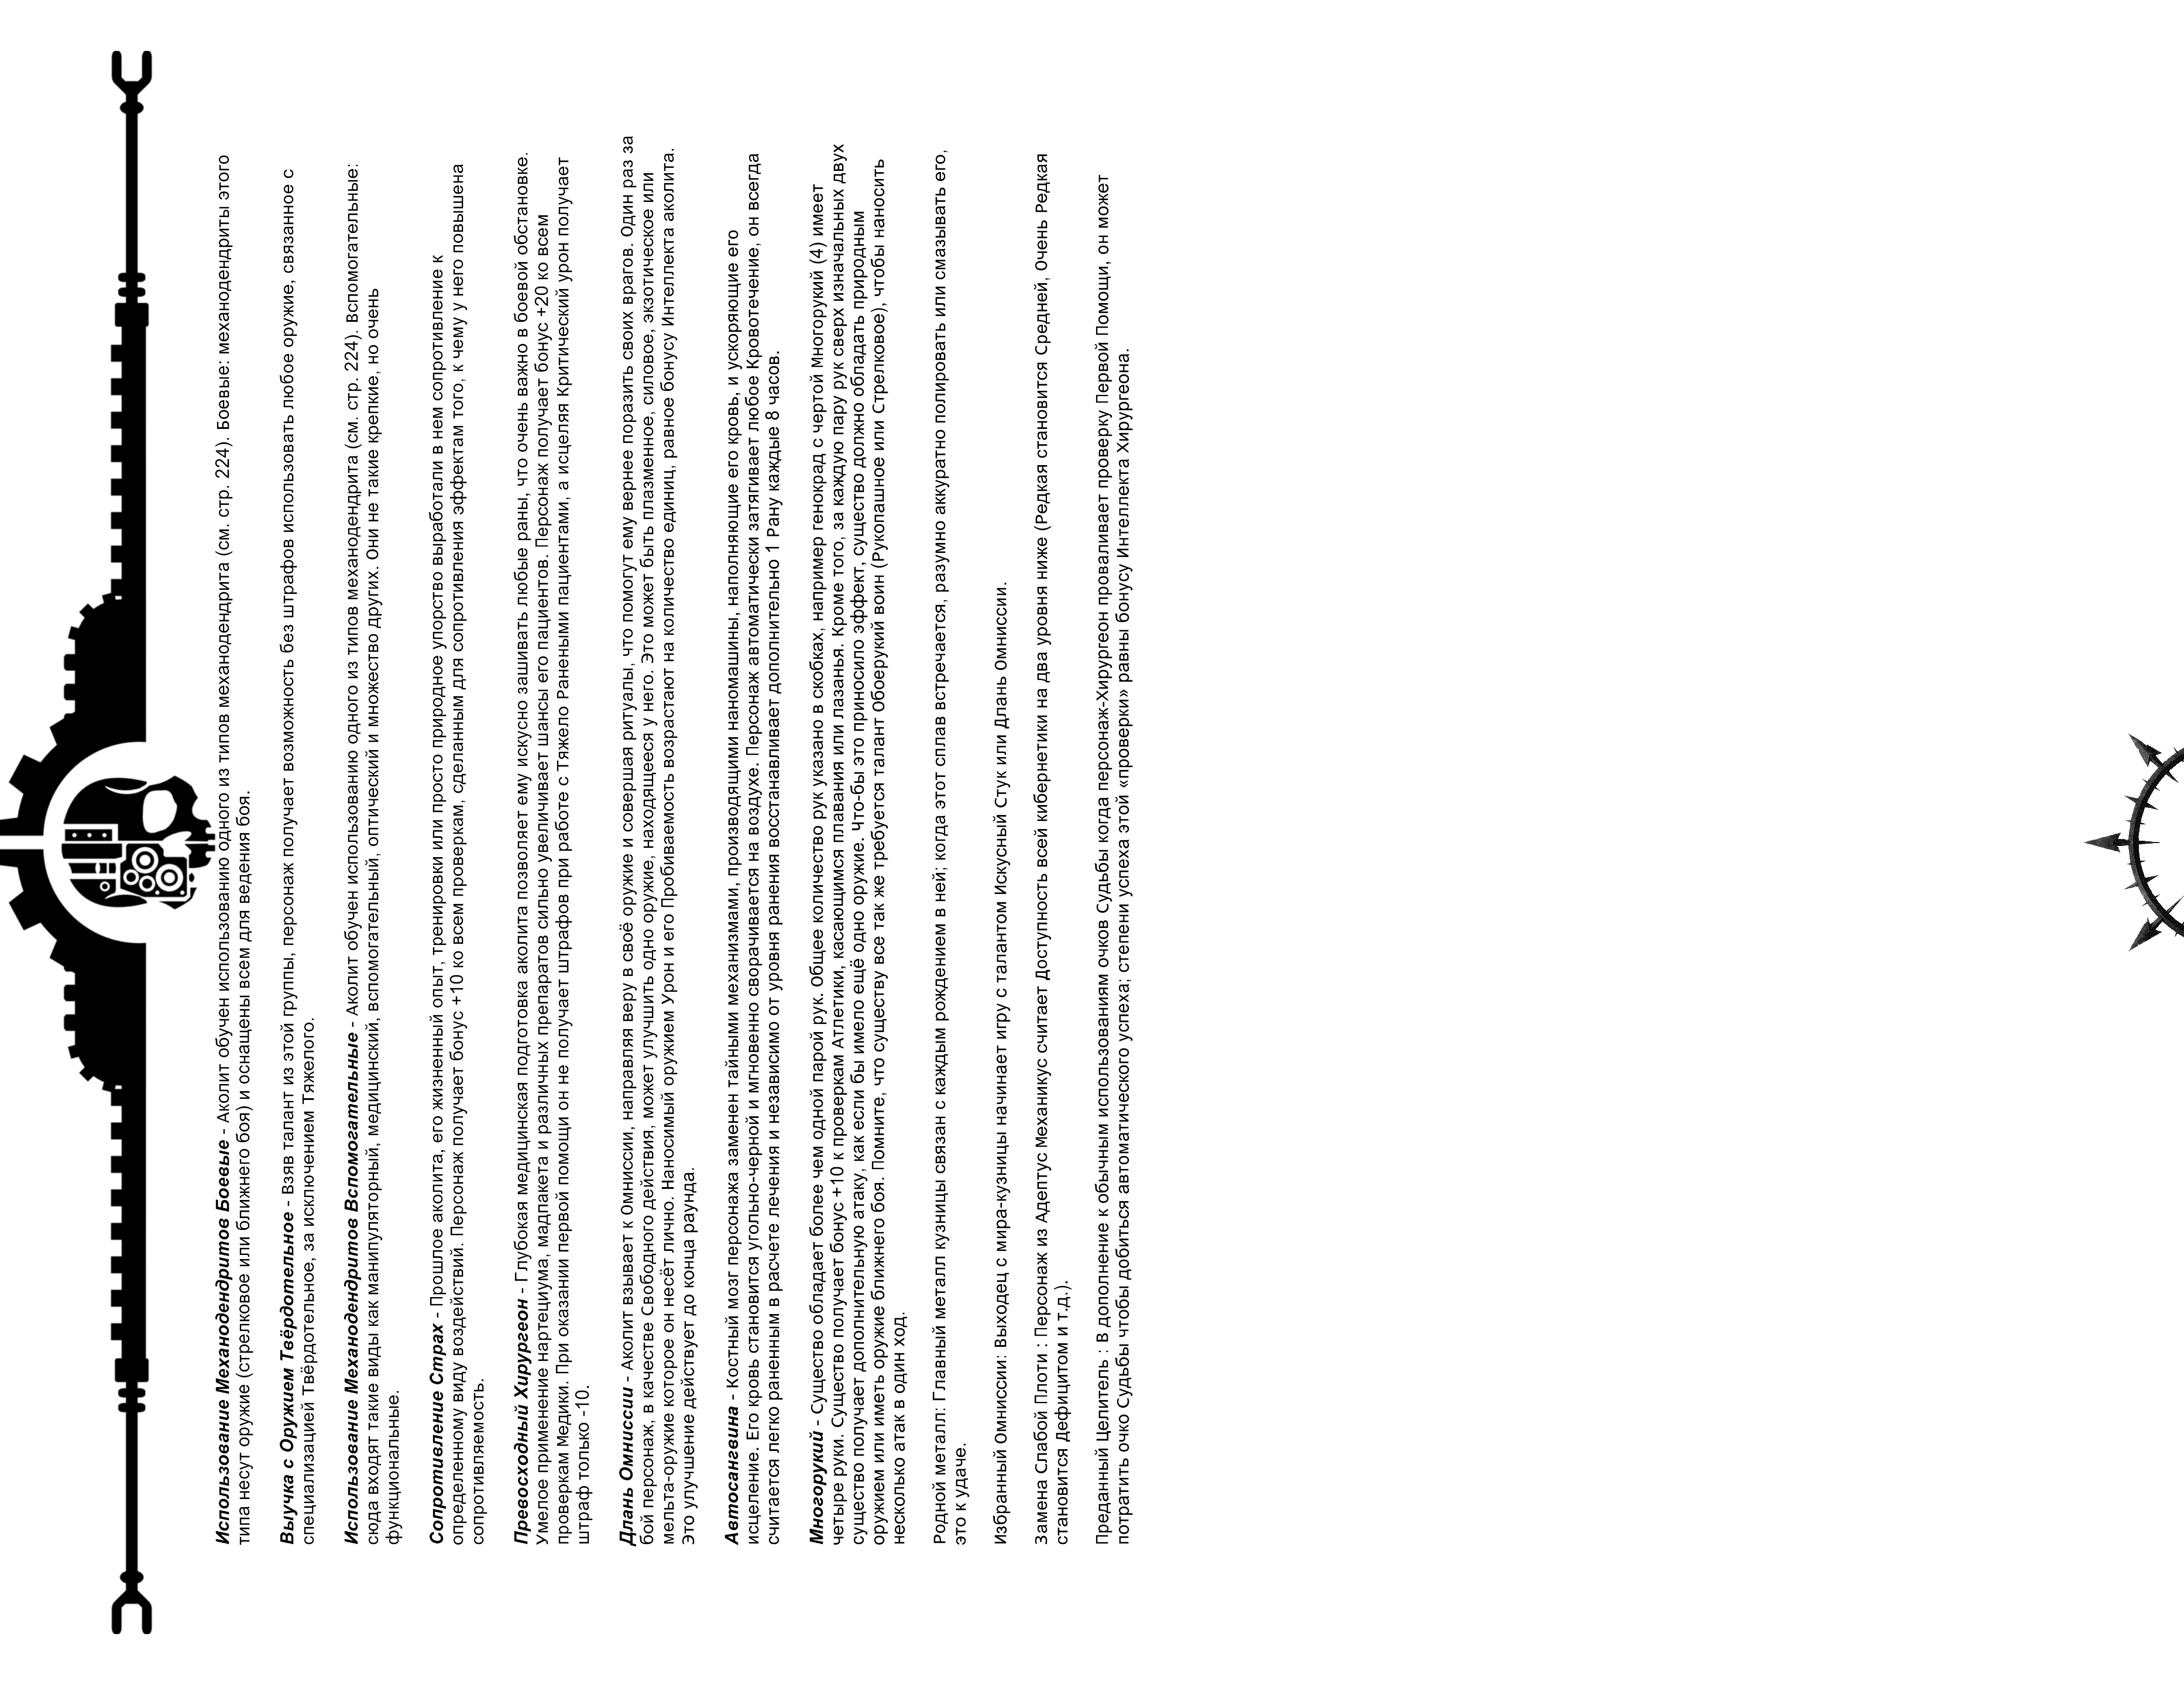 Использование Механодендритов Боевые - Аколит обучен использованию одного из типов механодендрита (см. стр. 224). Боевые: механодендриты этого
типа несут оружие (стрелковое или ближнего боя) и оснащены всем для ведения боя.
Выучка с Оружием Твёрдотельное - Взяв талант из этой группы, персонаж получает возможность без штрафов использовать любое оружие, связанное с
специализацией Твёрдотельное, за исключением Тяжелого.
Использование Механодендритов Вспомогательные - Аколит обучен использованию одного из типов механодендрита (см. стр. 224). Вспомогательные:
сюда входят такие виды как манипуляторный, медицинский, вспомогательный, оптический и множество других. Они не такие крепкие, но очень
функциональные.
Сопротивление Страх - Прошлое аколита, его жизненный опыт, тренировки или просто природное упорство выработали в нем сопротивление к
определенному виду воздействий. Персонаж получает бонус +10 ко всем проверкам, сделанным для сопротивления эффектам того, к чему у него повышена
сопротивляемость.
Превосходный Хирургеон - Глубокая медицинская подготовка аколита позволяет ему искусно зашивать любые раны, что очень важно в боевой обстановке.
Умелое применение нартециума, мадпакета и различных препаратов сильно увеличивает шансы его пациентов. Персонаж получает бонус +20 ко всем
проверкам Медики. При оказании первой помощи он не получает штрафов при работе с Тяжело Ранеными пациентами, а исцеляя Критический урон получает
штраф только -10.
Длань Омниссии - Аколит взывает к Омниссии, направляя веру в своё оружие и совершая ритуалы, что помогут ему вернее поразить своих врагов. Один раз за
бой персонаж, в качестве Свободного действия, может улучшить одно оружие, находящееся у него. Это может быть плазменное, силовое, экзотическое или
мельта-оружие которое он несёт лично. Наносимый оружием Урон и его Пробиваемость возрастают на количество единиц, равное бонусу Интеллекта аколита.
Это улучшение действует до конца раунда.
Автосангвина - Костный мозг персонажа заменен тайными механизмами, производящими наномашины, наполняющие его кровь, и ускоряющие его
исцеление. Его кровь становится угольно-черной и мгновенно сворачивается на воздухе. Персонаж автоматически затягивает любое Кровотечение, он всегда
считается легко раненным в расчете лечения и независимо от уровня ранения восстанавливает дополнительно 1 Рану каждые 8 часов.
Многорукий - Существо обладает более чем одной парой рук. Общее количество рук указано в скобках, например генокрад с чертой Многорукий (4) имеет
четыре руки. Существо получает бонус +10 к проверкам Атлетики, касающимся плавания или лазанья. Кроме того, за каждую пару рук сверх изначальных двух
существо получает дополнительную атаку, как если бы имело ещё одно оружие. Что-бы это приносило эффект, существо должно обладать природным
оружием или иметь оружие ближнего боя. Помните, что существу все так же требуется талант Обоерукий воин (Рукопашное или Стрелковое), чтобы наносить
несколько атак в один ход.
Родной металл: Главный металл кузницы связан с каждым рождением в ней; когда этот сплав встречается, разумно аккуратно полировать или смазывать его,
это к удаче.
Избранный Омниссии: Выходец с мира-кузницы начинает игру с талантом Искусный Стук или Длань Омниссии.
Замена Слабой Плоти : Персонаж из Адептус Механикус считает Доступность всей кибернетики на два уровня ниже (Редкая становится Средней, Очень Редкая
становится Дефицитом и т.д.).
Преданный Целитель : В дополнение к обычным использованиям очков Судьбы когда персонаж-Хирургеон проваливает проверку Первой Помощи, он может
потратить очко Судьбы чтобы добиться автоматического успеха; степени успеха этой «проверки» равны бонусу Интеллекта Хирургеона.